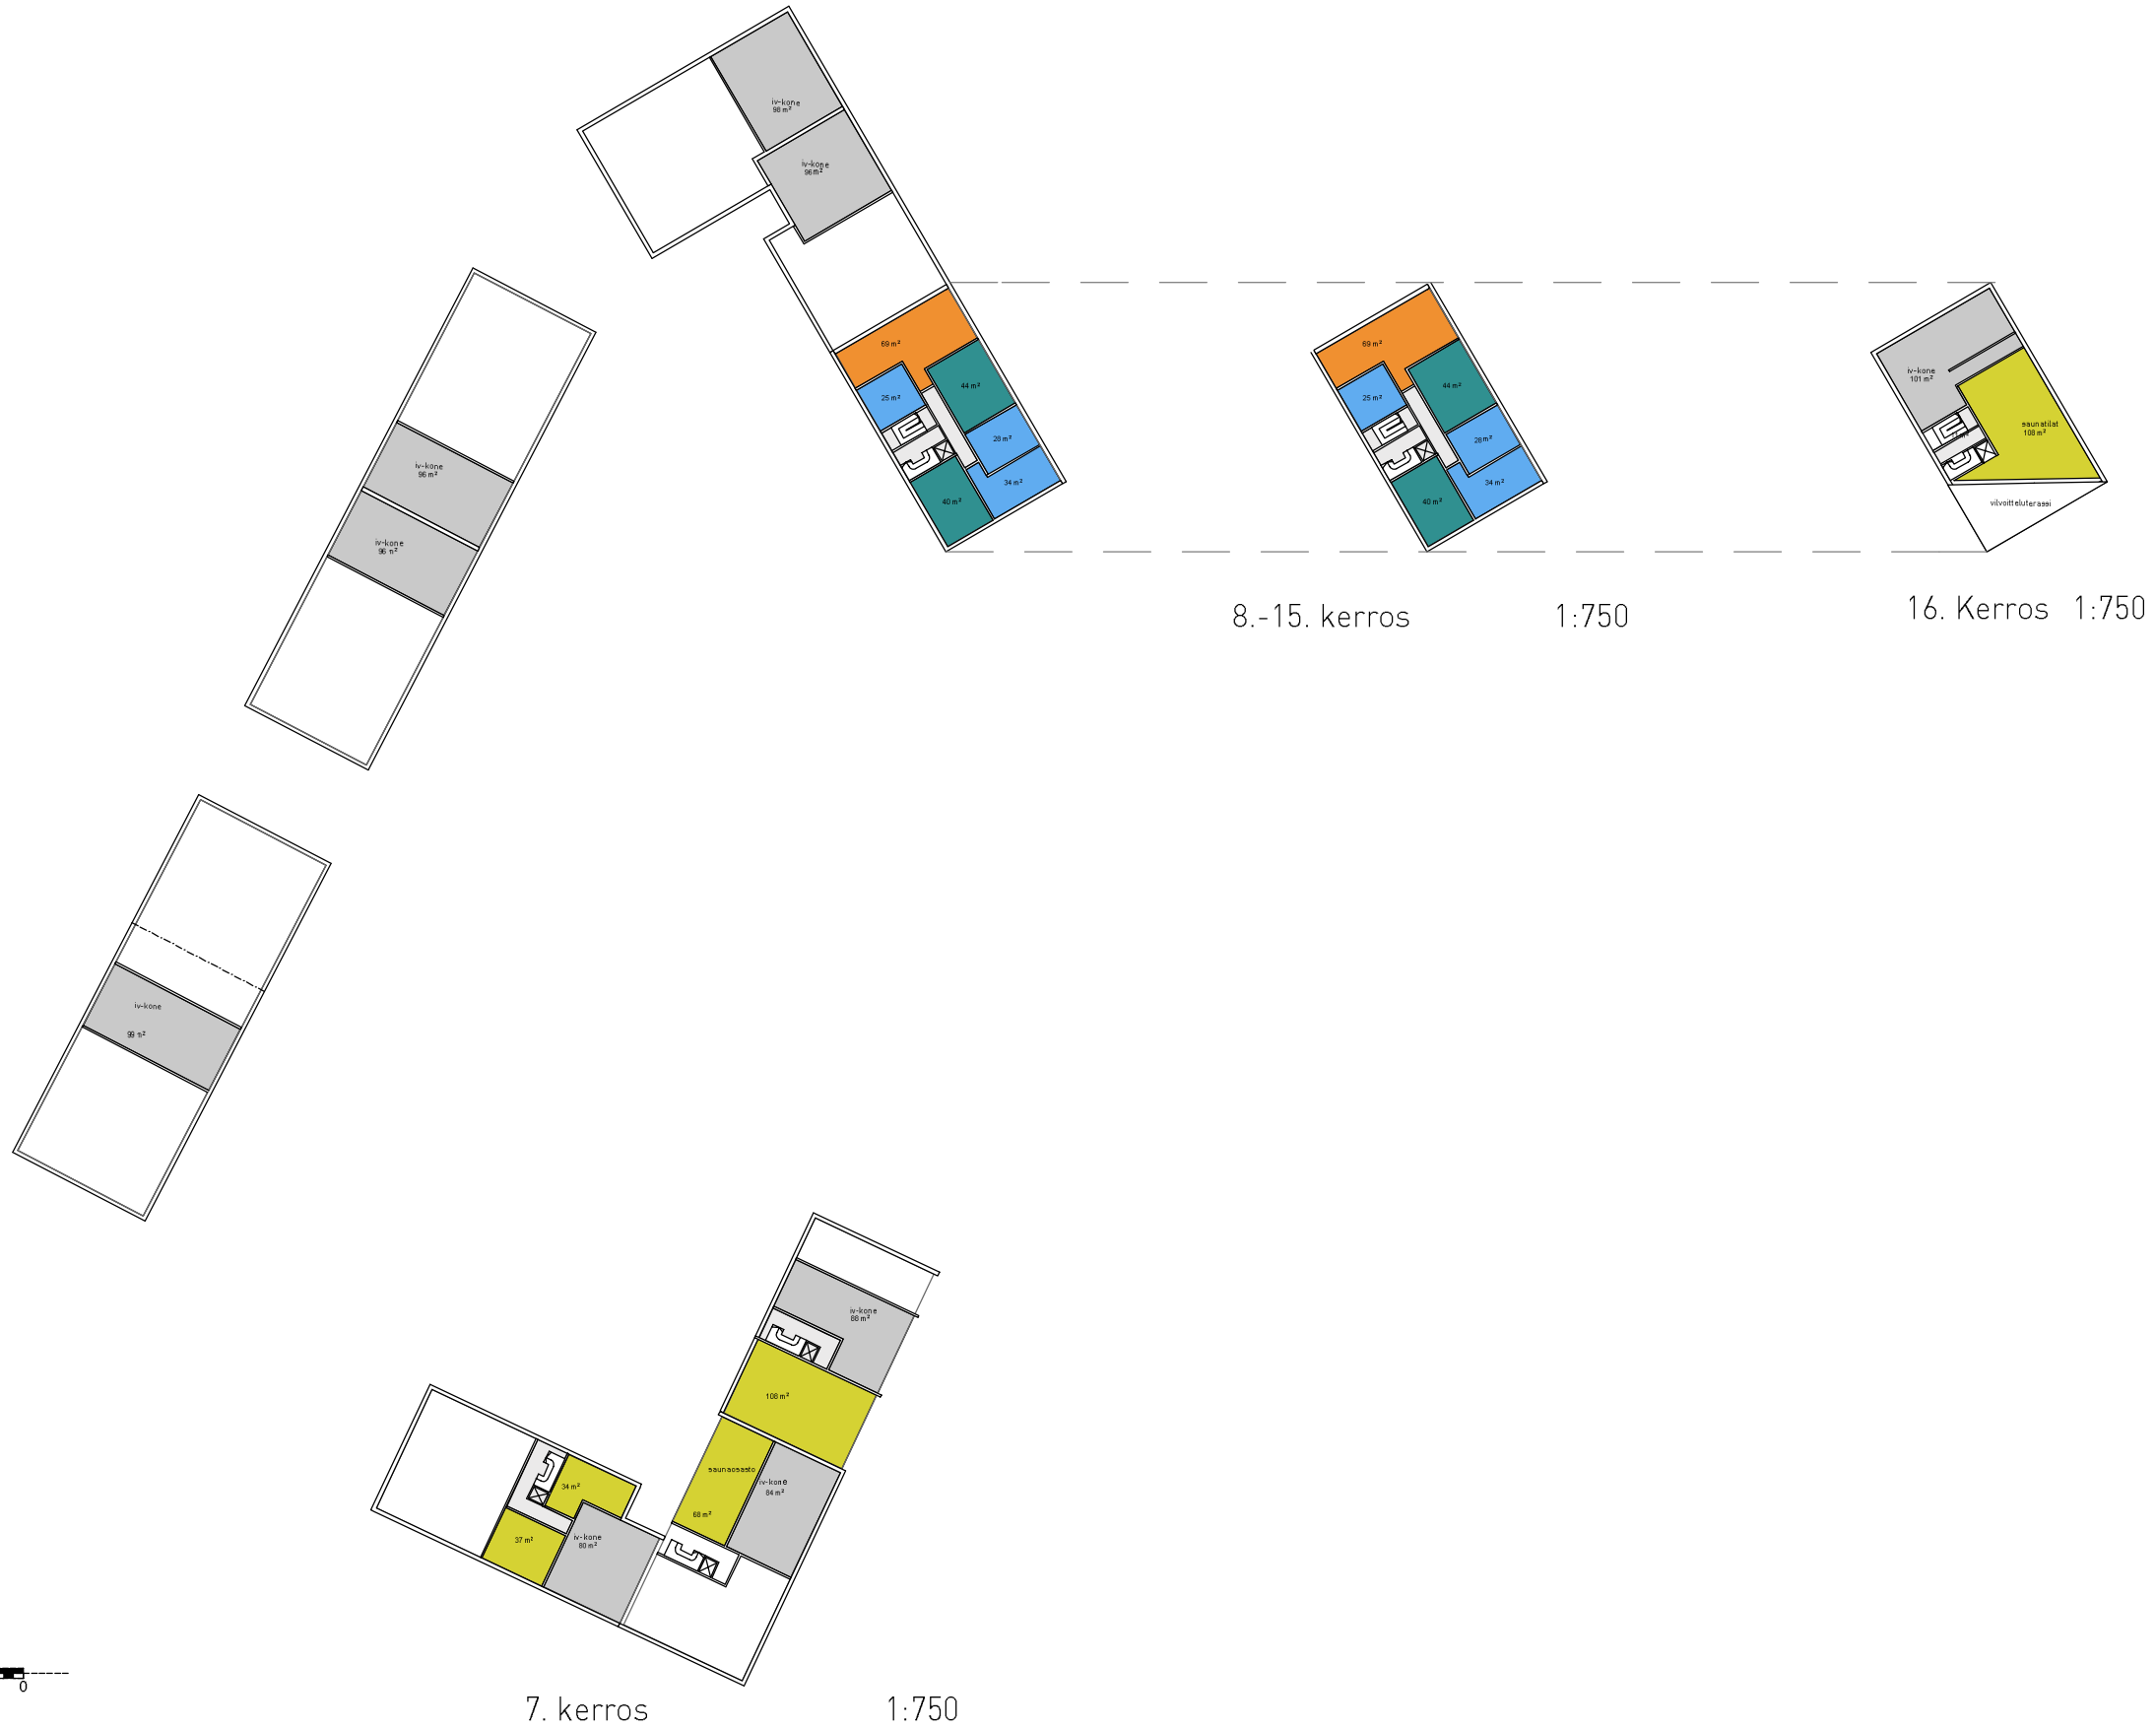 iv-kone
98 m²
iv-kone
96 m²
69 m²
44 m²
25 m²
28 m²
34 m²
40 m²
69 m²
44 m²
25 m²
28 m²
34 m²
40 m²
iv-kone
101 m²
saunatilat
108 m²
vilvoitteluterassi
8.-15. kerros 1:750
16. Kerros 1:750
iv-kone
96 m²
iv-kone
96 m²
iv-kone
99 m²
iv-kone
88 m²
108 m²
saunaosasto
iv-kone
84 m²
68 m²
34 m²
37 m²
iv-kone
80 m²
0
7. kerros 1:750